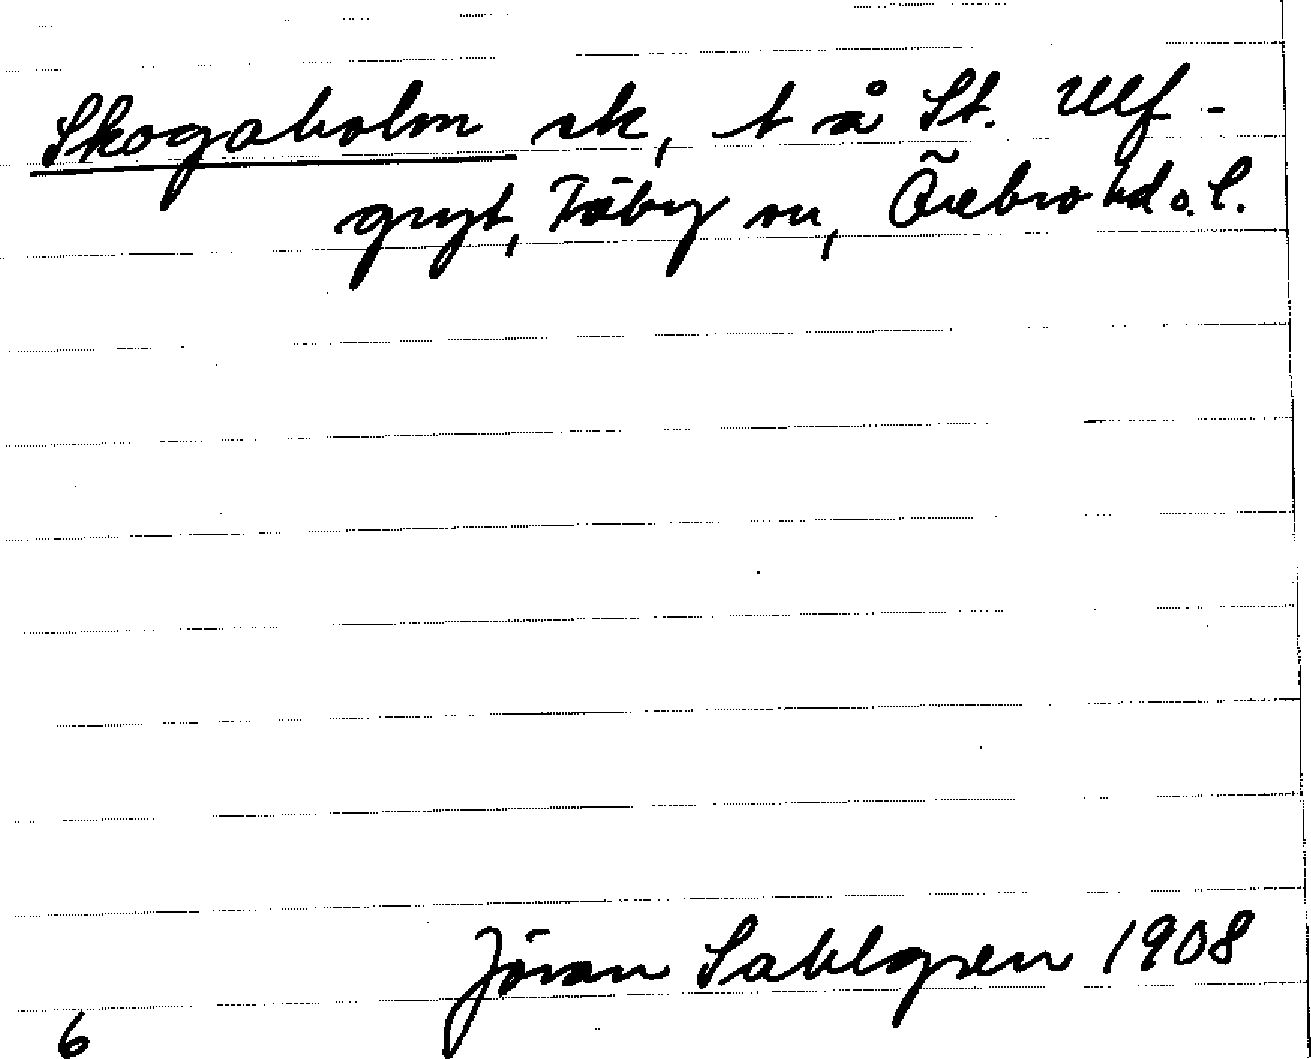 Skogaholm sk, t å St. Ulf-
gryt, Täby sn, Örebro hd o. l.
Jöran Sahlgren 1908
6